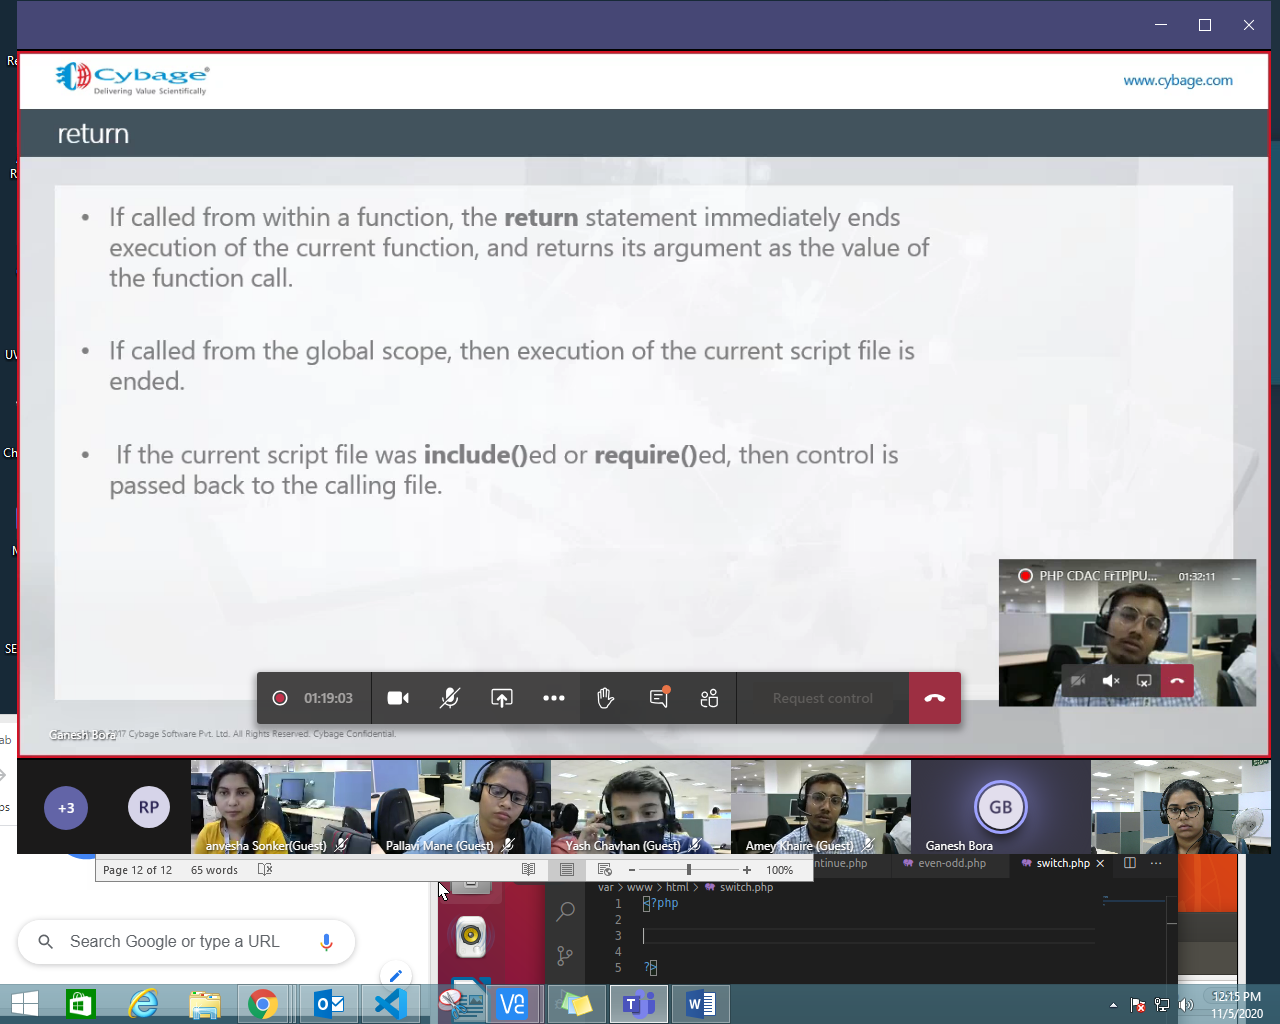 Cybage
Delivering Value Scientifically
www.cybage.com
return
• If called from within a function, the return statement immediately ends
execution of the current function, and returns its argument as the value of
the function call.
• If called from the global scope, then execution of the current script file is
ended.
• If the current script file was include()ed or require()ed, then control is
passed back to the calling file.
PHP CDAC FrTP|PU...
01:32:11
01:19:03
Request control
Ganesh Bora
2017 Cybage Software Pvt. Ltd. All Rights Reserved. Cybage Confidential.
+3
RP
anvesha Sonker(Guest)
Pallavi Mane (Guest)
Yash Chavhan (Guest)
Amey Khaire (Guest)
GB
Ganesh Bora
Page 12 of 12
65 words
100%
ntinue.php
even-odd.php
switch.php
var > www > html > switch.php
1 <?php
2
3
4
5 ?>
Search Google or type a URL
12:15 PM
11/5/2020